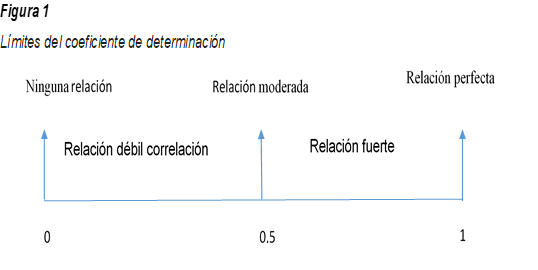 Figura 1
Límites del coeficiente de determinación
Ninguna relación
Relación moderada
Relación perfecta
Relación débil correlación
Relación fuerte
0
0.5
1